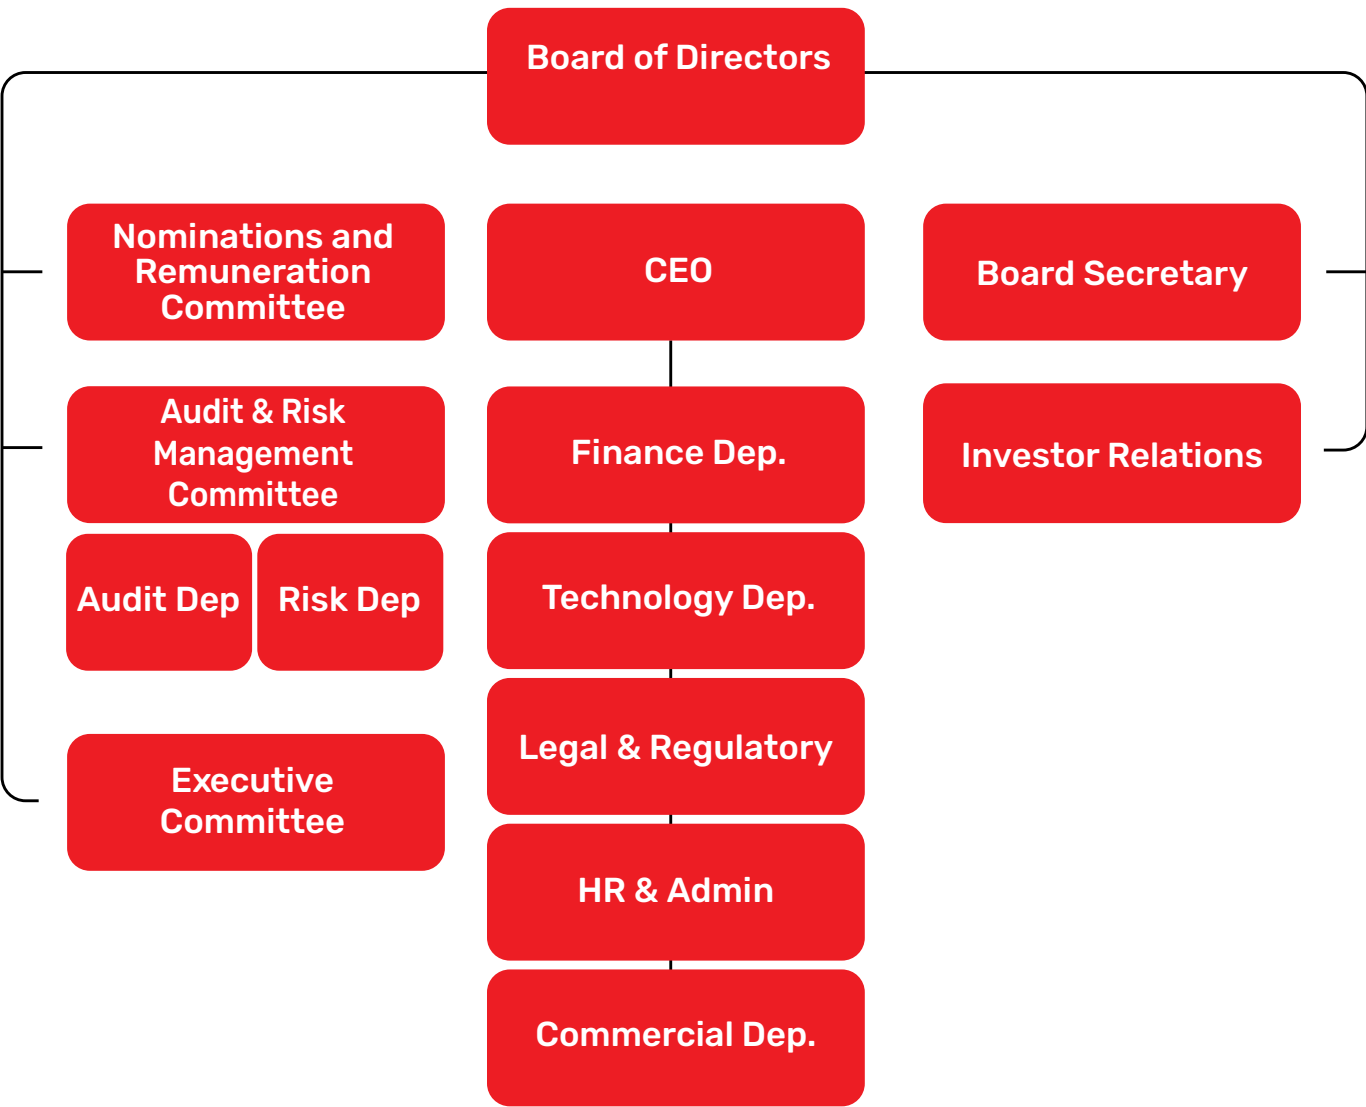 Board of Directors
Nominations and
Remuneration
Committee
CEO
Board Secretary
Audit & Risk
Management
Committee
Finance Dep.
Investor Relations
Audit Dep
Risk Dep
Technology Dep.
Legal & Regulatory
Executive
Committee
HR & Admin
Commercial Dep.